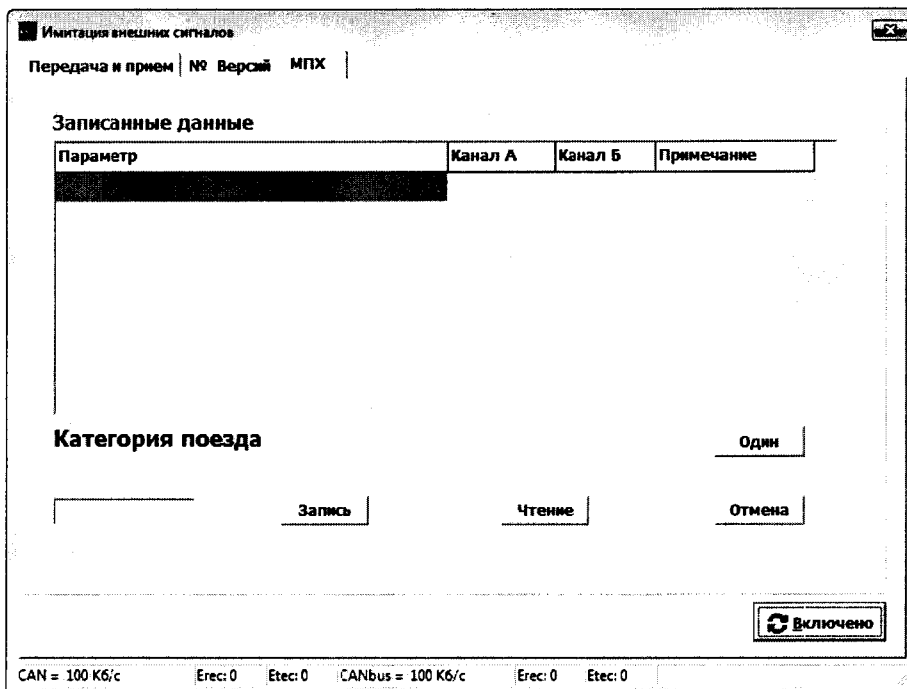 Имитация внешних сигналов
Передача и прием № Версий МПХ
Записанные данные
Параметр Канал А Канал Б Примечание
Категория поезда
Один
Запись Чтение Отмена
Включено
CAN = 100 Кб/с Erec: 0 Etec: 0 CANbus = 100 Кб/с Erec: 0 Etec: 0